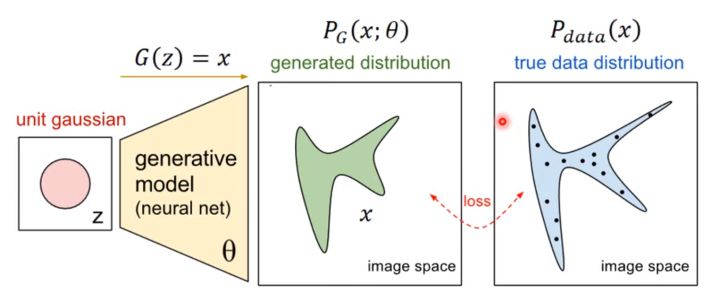 unit gaussian
z
G(z) = x
generative
model
(neural net)
θ
P_G(x; θ)
generated distribution
x
image space
loss
P_data(x)
true data distribution
image space